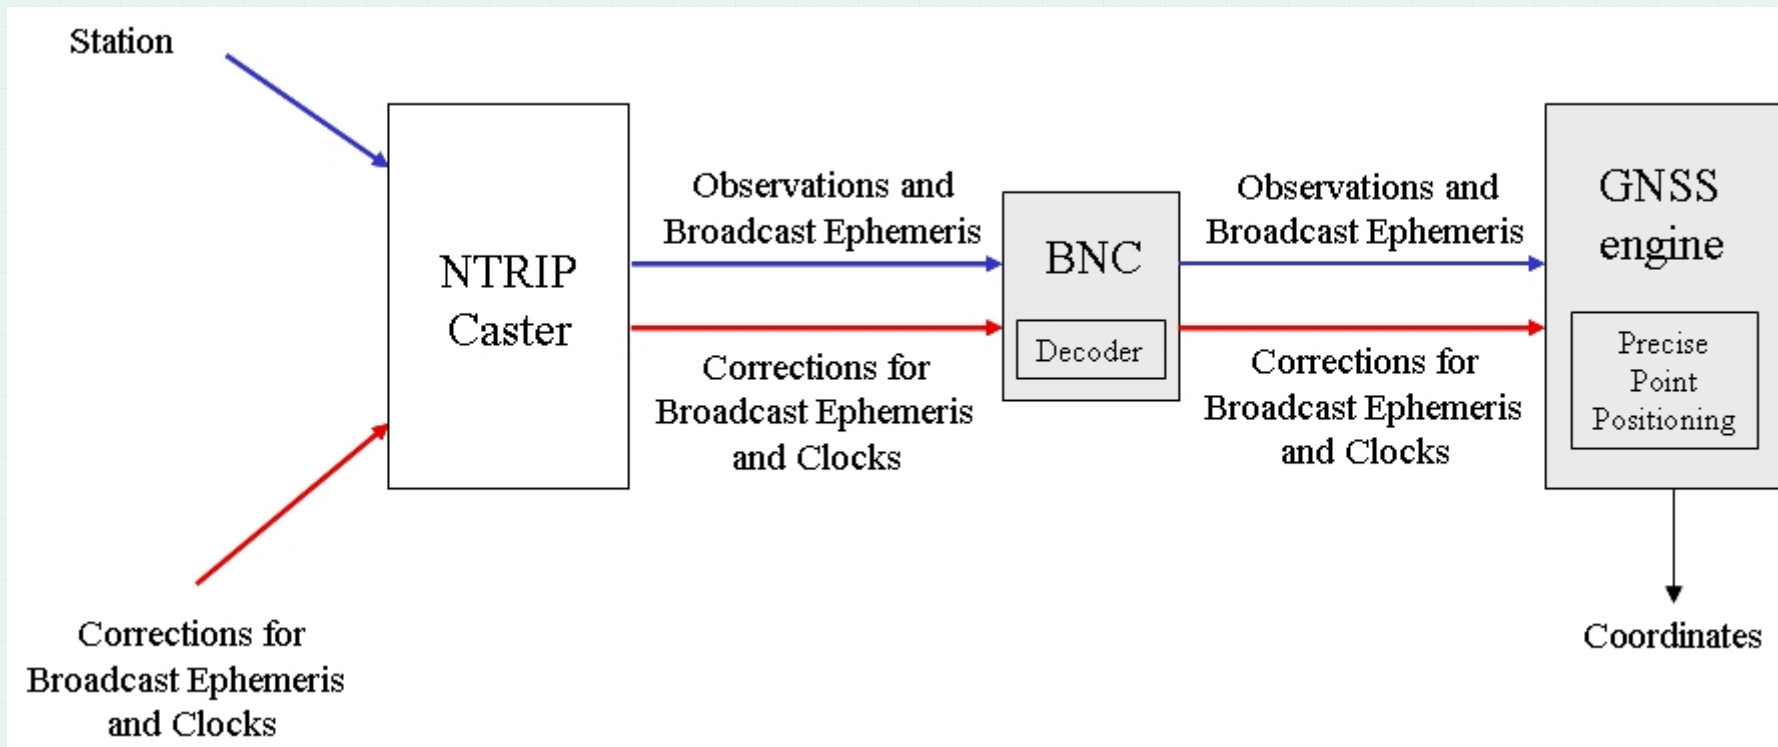 Station
NTRIP
Caster
Observations and
Broadcast Ephemeris
Corrections for
Broadcast Ephemeris
and Clocks
BNC
Decoder
Observations and
Broadcast Ephemeris
Corrections for
Broadcast Ephemeris
and Clocks
GNSS
engine
Precise
Point
Positioning
Coordinates
Corrections for
Broadcast Ephemeris
and Clocks